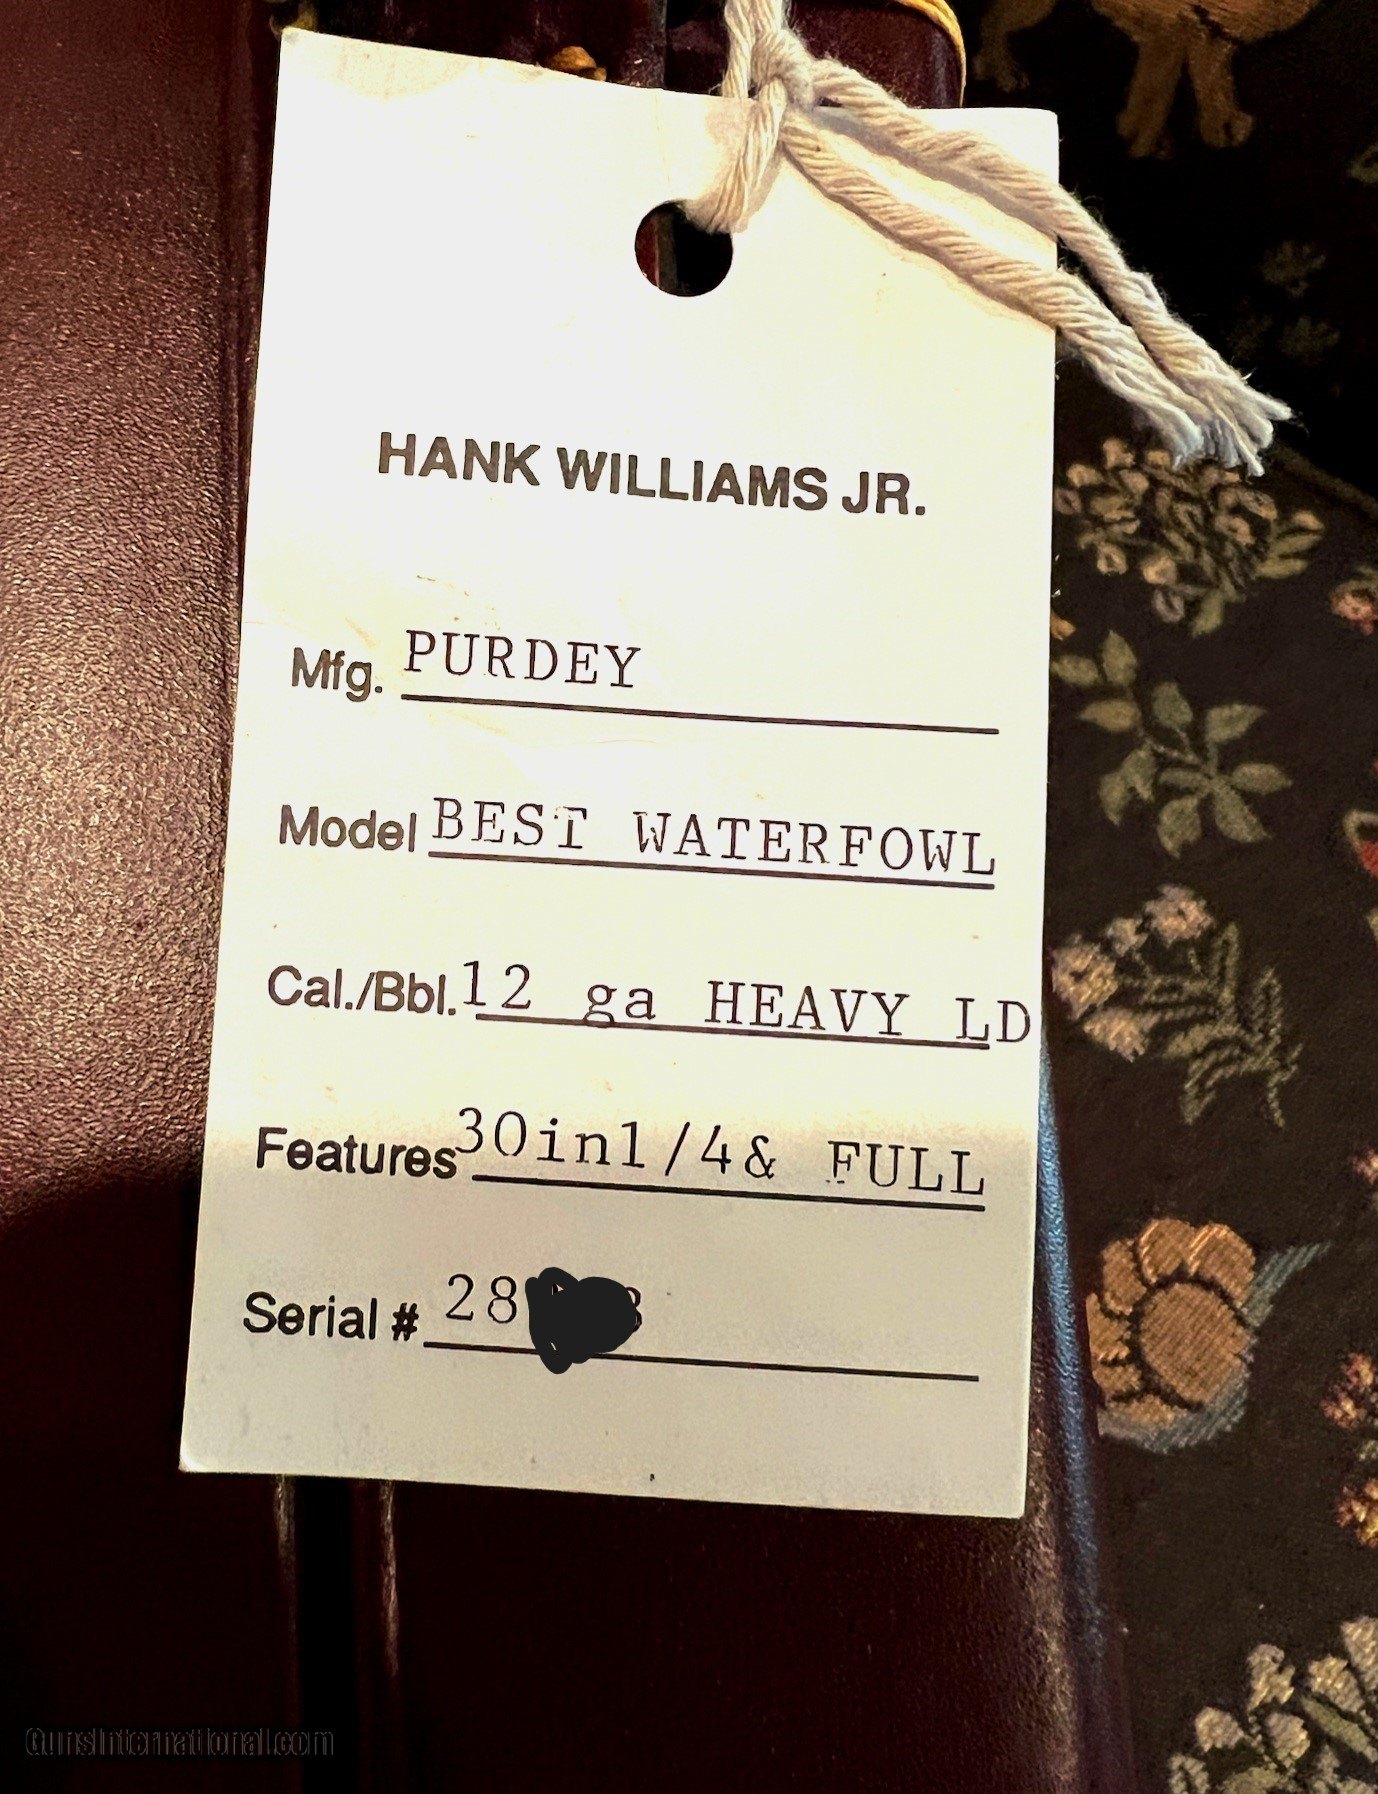 HANK WILLIAMS JR.
Mfg. PURDEY
Model BEST WATERFOWL
Cal./Bbl. 12 ga HEAVY LD
Features 30in1/4& FULL
Serial # 28
GunsInternational.com